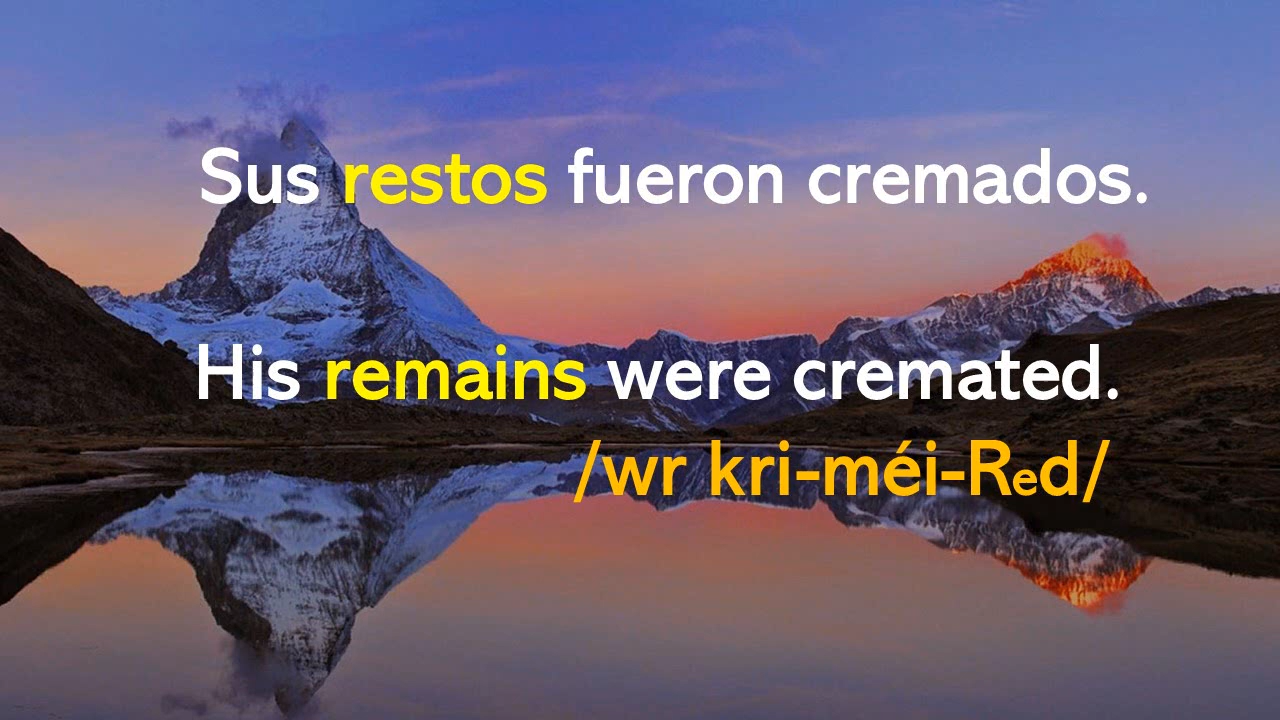 Sus restos fueron cremados.
His remains were cremated.
/wr kri-méi-Red/